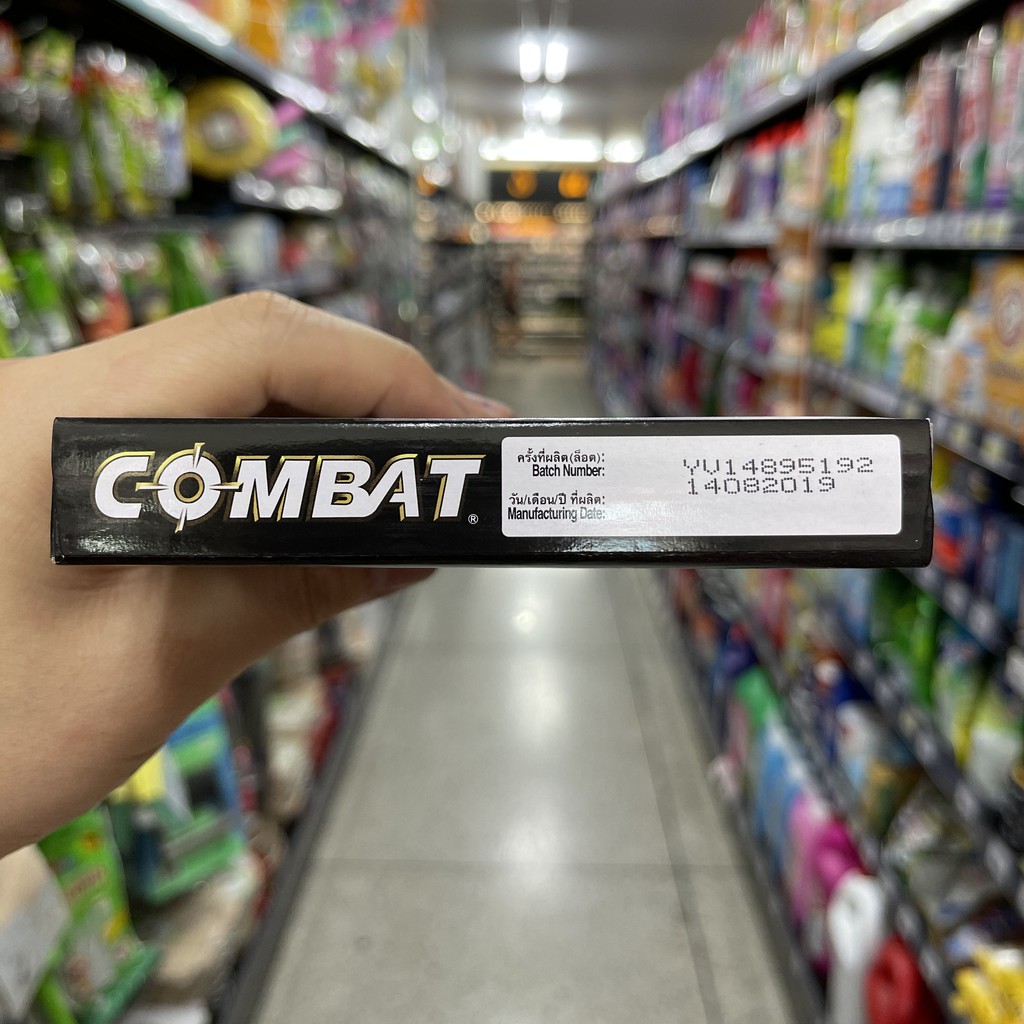 COMBAT®
ครั้งที่ผลิต(ล็อต):
Batch Number:
YV14895192
วัน/เดือน/ปี ที่ผลิต:
Manufacturing Date:
14082019